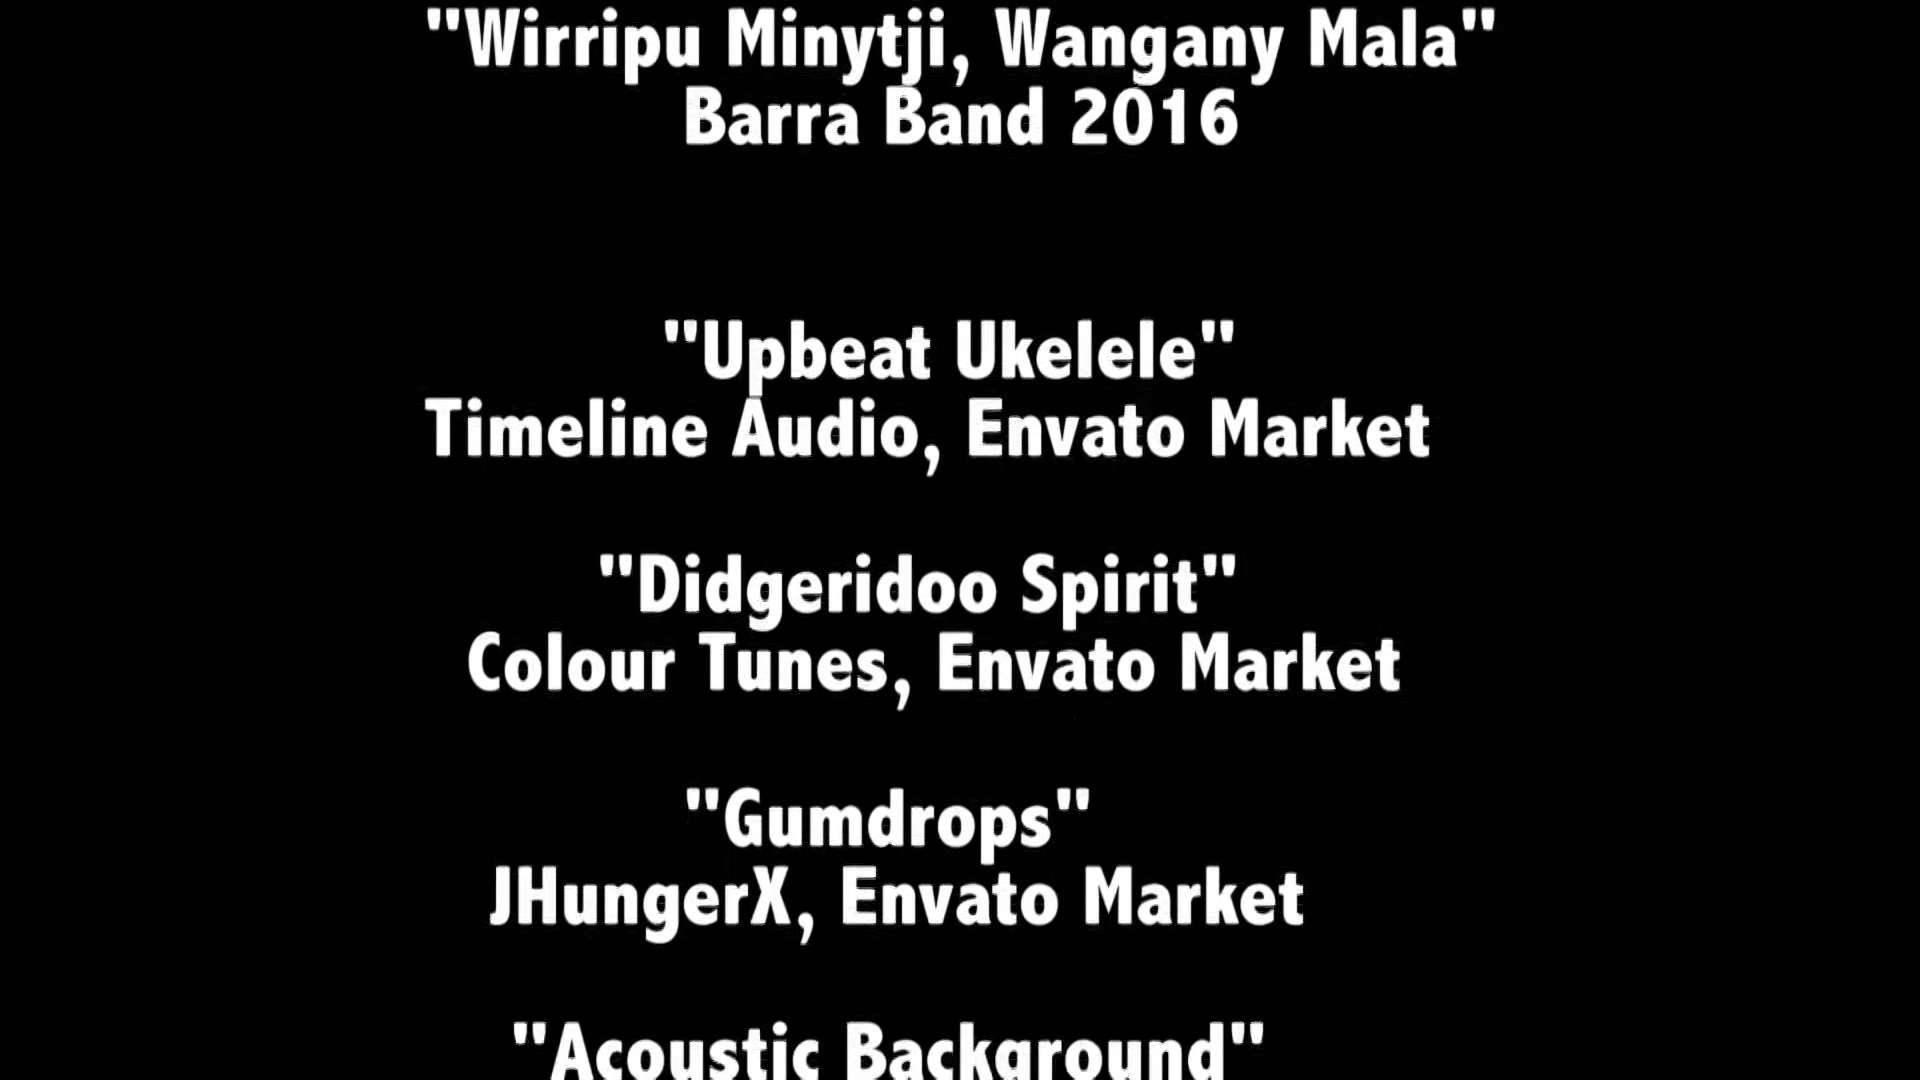 "Wirripu Minytji, Wangany Mala"
Barra Band 2016
"Upbeat Ukelele"
Timeline Audio, Envato Market
"Didgeridoo Spirit"
Colour Tunes, Envato Market
"Gumdrops"
JHungerX, Envato Market
"Acoustic Background"